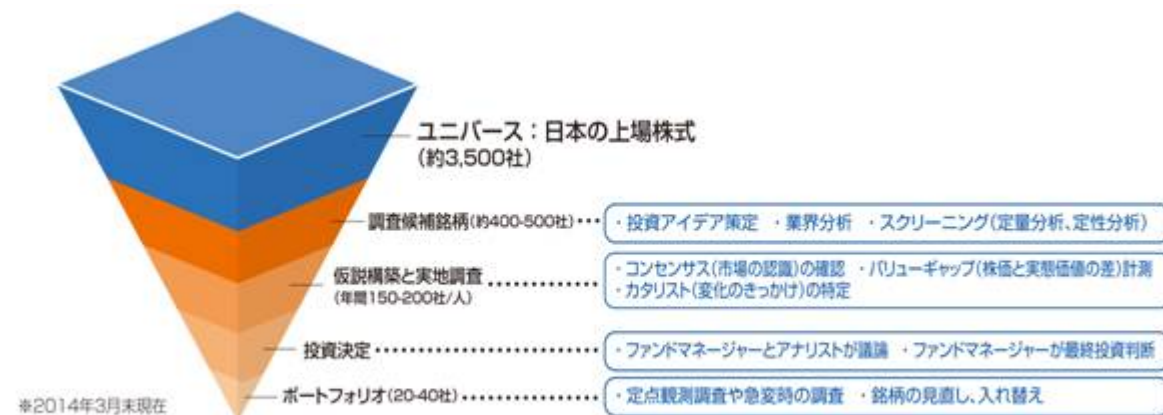 ユニバース：日本の上場株式
（約3,500社）
調査候補銘柄（約400-500社）・・・
・投資アイデア策定 ・業界分析 ・スクリーニング（定量分析、定性分析）
仮説構築と実地調査・・・・・・・・・・・・
（年間150-200社/人）
・コンセンサス（市場の認識）の確認 ・バリューギャップ（株価と実態価値の差）計測
・カタリスト（変化のきっかけ）の特定
投資決定・・・・・・・・・・・・・・・・・・・・・・・・・
・ファンドマネージャーとアナリストが議論 ・ファンドマネージャーが最終投資判断
ポートフォリオ（20-40社）・・・・・・・・・・・・・・・
・定点観測調査や急変時の調査 ・銘柄の見直し、入れ替え
※2014年3月末現在